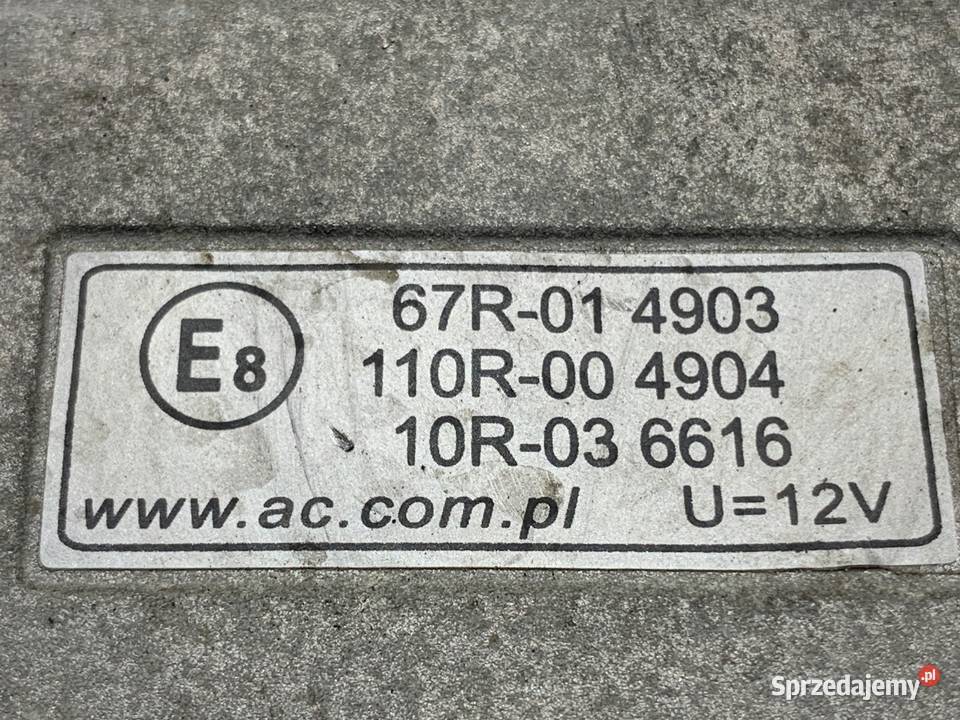 E8
67R-01 4903
110R-00 4904
10R-03 6616
www.ac.com.pl U=12V
Sprzedajemy.pl